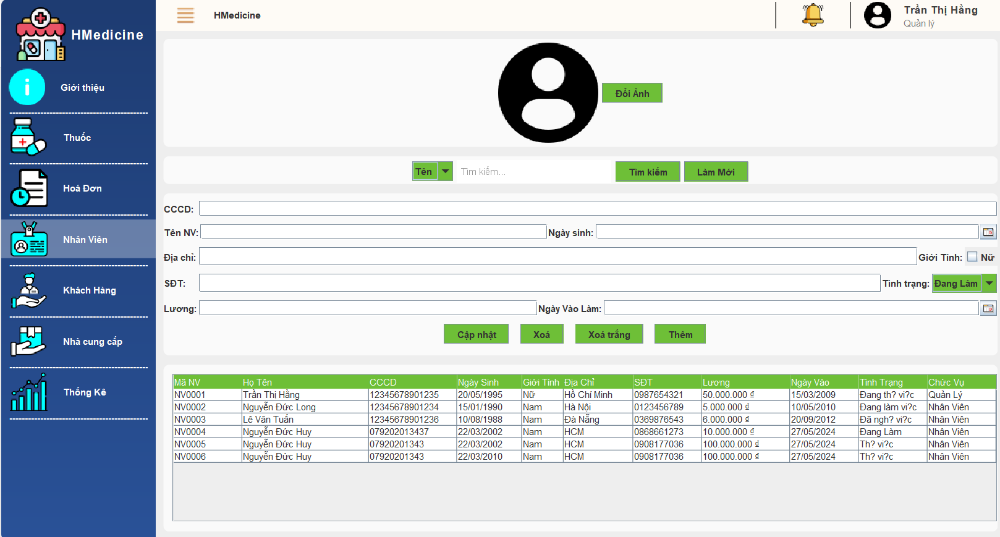 HMedicine
Giới thiệu
Thuốc
Hoá Đơn
Nhân Viên
Khách Hàng
Nhà cung cấp
Thống Kê
HMedicine
Trần Thị Hằng
Quản lý
Đổi Ảnh
Tên Tìm kiếm... Tìm kiếm Làm Mới
CCCD:
Tên NV: Ngày sinh:
Địa chỉ: Giới Tính: Nữ
SĐT: Tình trạng: Đang Làm
Lương: Ngày Vào Làm:
Cập nhật Xoá Xoá trắng Thêm
Mã NV Họ Tên CCCD Ngày Sinh Giới Tính Địa Chỉ SĐT Lương Ngày Vào Tình Trạng Chức Vụ
NV0001 Trần Thị Hằng 12345678901235 20/05/1995 Nữ Hồ Chí Minh 0987654321 50.000.000 ₫ 15/03/2009 Đang th? vi?c Quản Lý
NV0002 Nguyễn Đức Long 12345678901234 15/01/1990 Nam Hà Nội 0123456789 5.000.000 ₫ 10/05/2010 Đang làm vi?c Nhân Viên
NV0003 Lê Văn Tuấn 12345678901236 10/08/1988 Nam Đà Nẵng 0369876543 6.000.000 ₫ 20/09/2012 Đã ngh? vi?c Nhân Viên
NV0004 Nguyễn Đức Huy 079202013437 22/03/2002 Nam HCM 0868661273 10.000.000 ₫ 27/05/2024 Đang Làm Nhân Viên
NV0005 Nguyễn Đức Huy 07920201343 22/03/2002 Nam HCM 0908177036 100.000.000 ₫ 27/05/2024 Th? vi?c Nhân Viên
NV0006 Nguyễn Đức Huy 07920201343 22/03/2010 Nam HCM 0908177036 100.000.000 ₫ 27/05/2024 Th? vi?c Nhân Viên